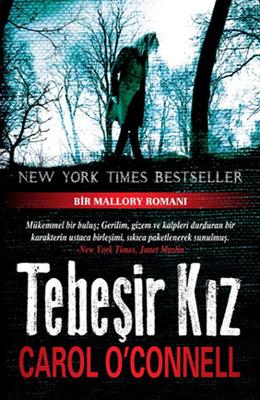 NEW YORK TIMES BESTSELLER
BİR MALLORY ROMANI
Mükemmel bir buluş; Gerilim, gizem ve kalpleri durduran bir
karakterin ustaca birleşimi, sıkıca paketlenerek sunulmuş.
-New York Times, Janet Maslin-
Tebeşir Kız
CAROL O'CONNELL